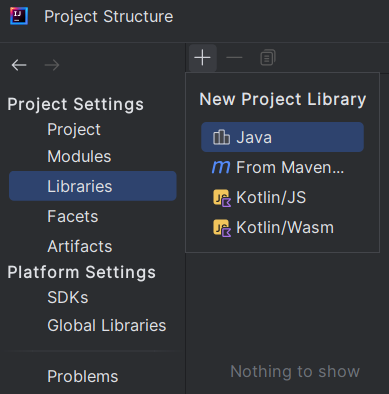 Project Structure
Project Settings
Project
Modules
Libraries
Facets
Artifacts
Platform Settings
SDKs
Global Libraries
Problems
New Project Library
Java
From Maven...
Kotlin/JS
Kotlin/Wasm
Nothing to show